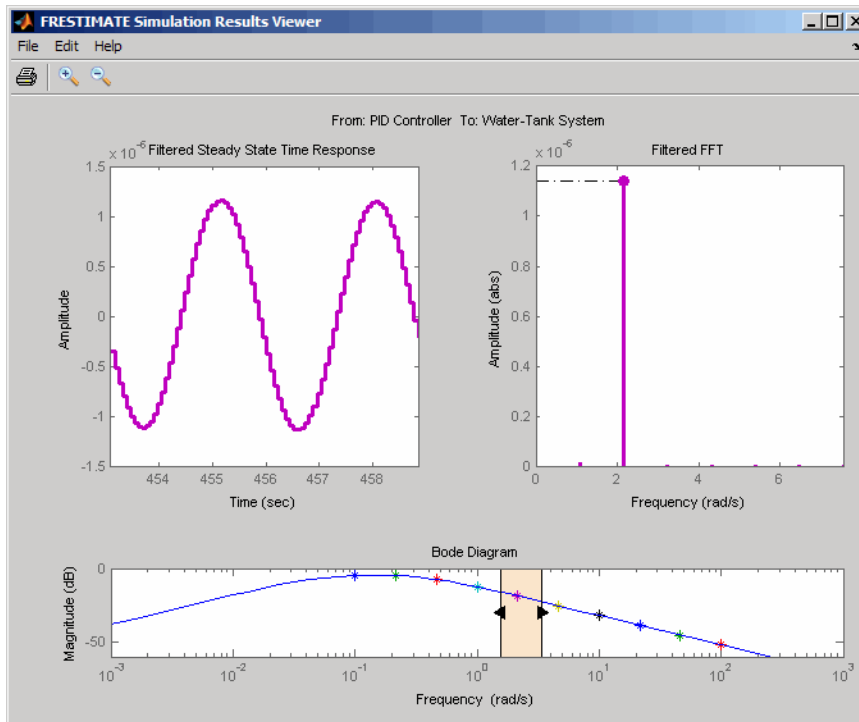 FRESTIMATE Simulation Results Viewer
File Edit Help
From: PID Controller To: Water-Tank System
x 10^-6 Filtered Steady State Time Response
1.5
1
0.5
0
-0.5
-1
-1.5
Amplitude
454 455 456 457 458
Time (sec)
x 10^-6 Filtered FFT
1.2
1
0.8
0.6
0.4
0.2
0
Amplitude (abs)
0 2 4 6
Frequency (rad/s)
Bode Diagram
0
-50
Magnitude (dB)
10^-3 10^-2 10^-1 10^0 10^1 10^2 10^3
Frequency (rad/s)